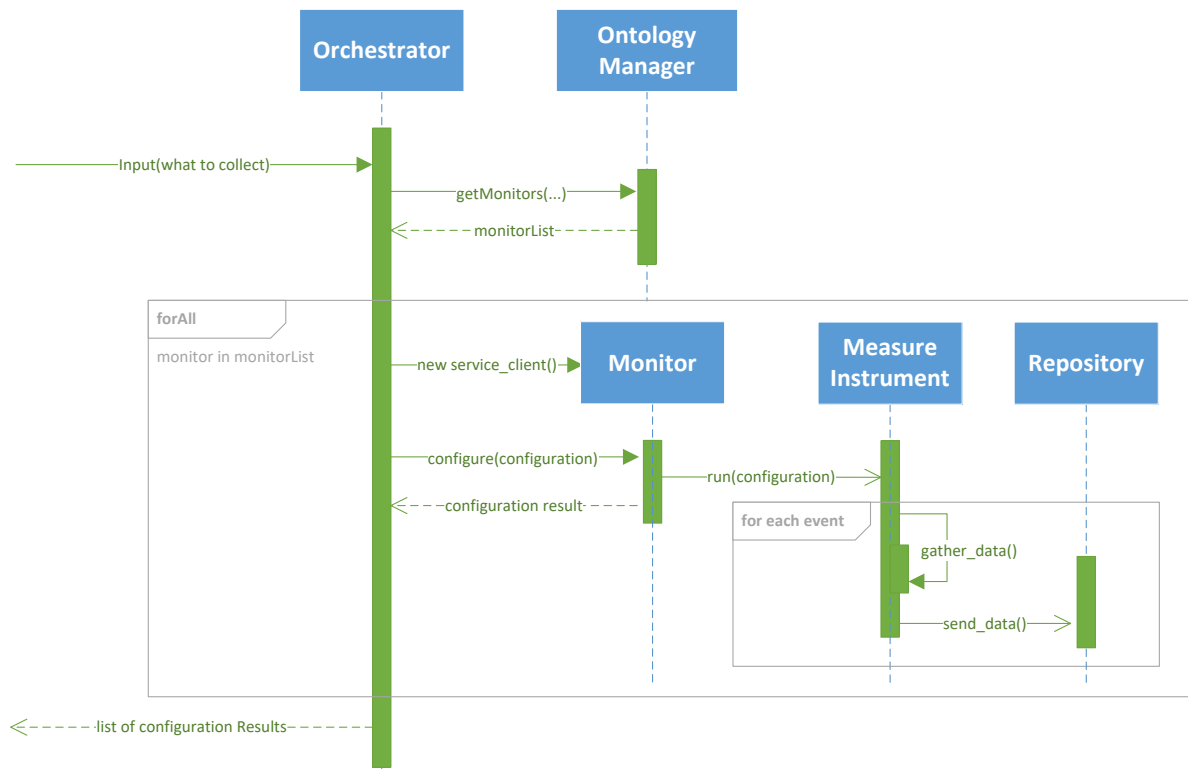 Orchestrator
Ontology
Manager
Input(what to collect)
getMonitors(...)
monitorList
forAll
monitor in monitorList
new service_client()
Monitor
Measure
Instrument
Repository
configure(configuration)
run(configuration)
configuration result
for each event
gather_data()
send_data()
list of configuration Results